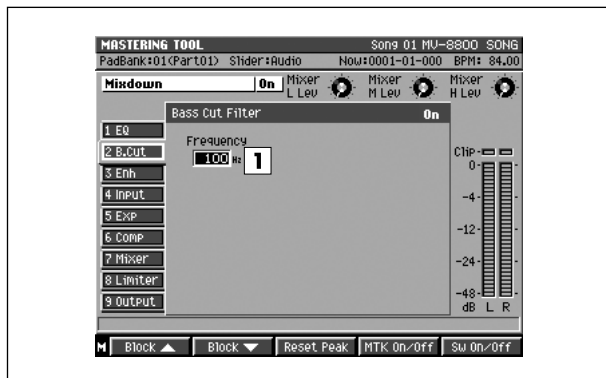 MASTERING TOOL Song 01 MV-8800 SONG
PadBank:01(Part01) Slider:Audio Now:0001-01-000 BPM: 84.00
Mixdown On Mixer L Lev Mixer M Lev Mixer H Lev
Bass Cut Filter On
1 EQ
2 B.Cut
3 Enh
4 Input
5 Exp
6 Comp
7 Mixer
8 Limiter
9 Output
Frequency
100 Hz 1
Clip
0
-4
-12
-24
-48
dB L R
M Block ▲ Block ▼ Reset Peak MTK On/Off Sw On/Off